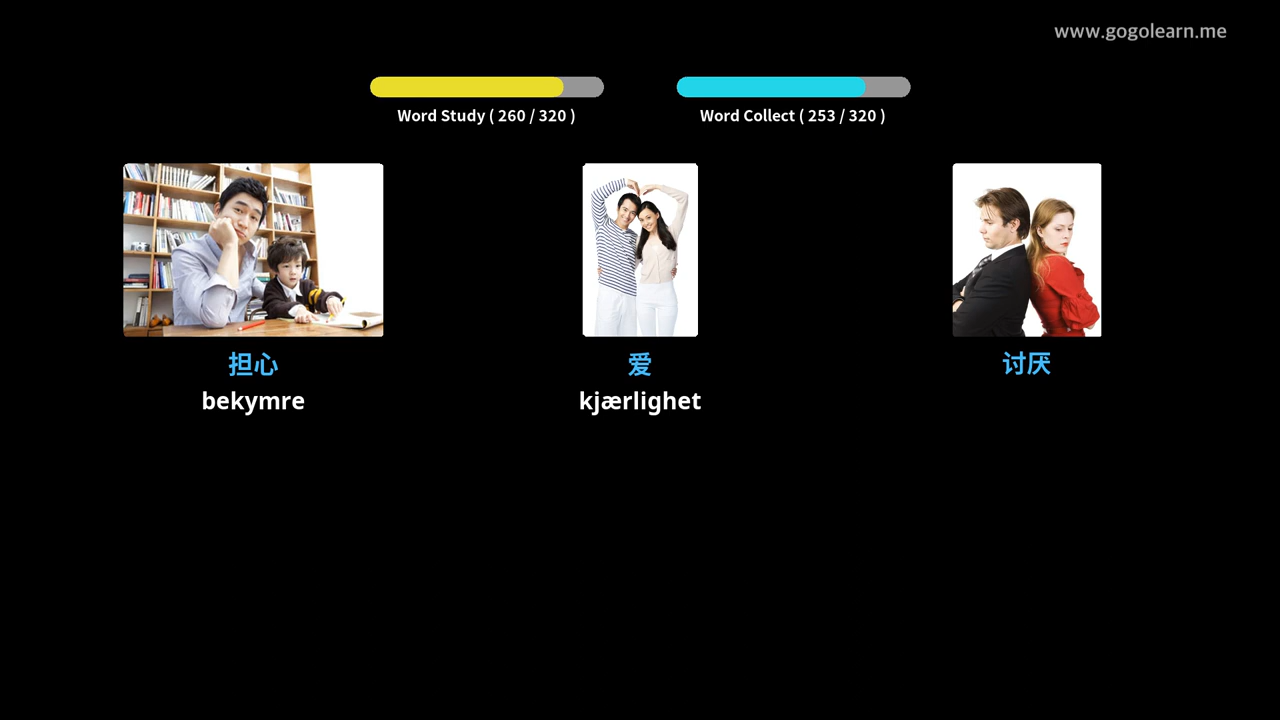 www.gogolearn.me
Word Study ( 260 / 320 )
Word Collect ( 253 / 320 )
担心
爱
讨厌
bekymre
kjærlighet